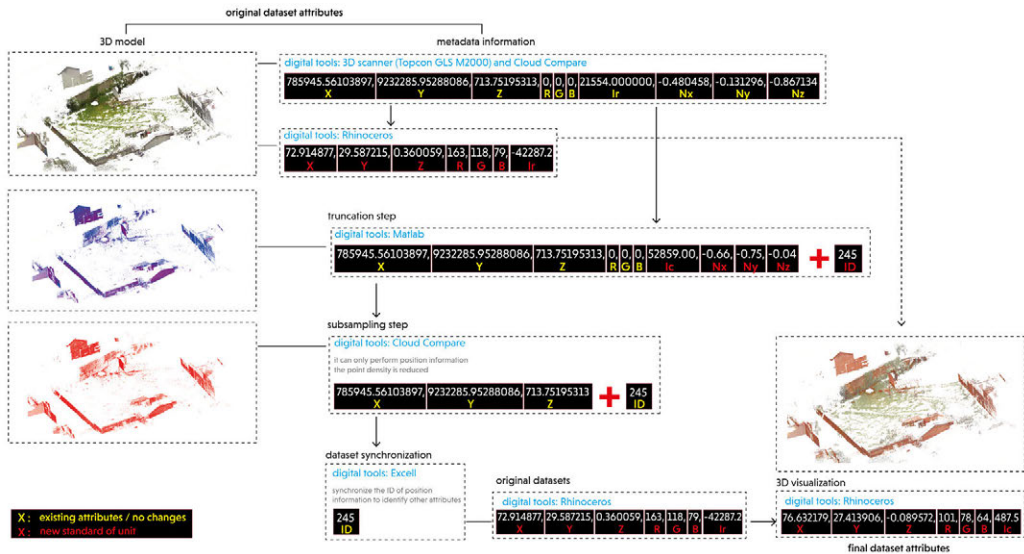 original dataset attributes
3D model
metadata information
digital tools: 3D scanner (Topcon GLS M2000) and Cloud Compare
785945.56103897, 9232285.95288086, 713.75195313, 0, 0, 0, 21554.000000, -0.480458, -0.131296, -0.867134
X Y Z R G B Ir Nx Ny Nz
digital tools: Rhinoceros
72.914877, 29.587215, 0.360059, 163, 118, 79, -42287.2
X Y Z R G B Ir
truncation step
digital tools: Matlab
785945.56103897, 9232285.95288086, 713.75195313, 0, 0, 0, 52859.00, -0.66, -0.75, -0.04 + 245
X Y Z R G B Ic Nx Ny Nz ID
subsampling step
digital tools: Cloud Compare
it can only perform position information
the point density is reduced
785945.56103897, 9232285.95288086, 713.75195313 + 245
X Y Z ID
dataset synchronization
digital tools: Excell
synchronize the ID of position
information to identify other attributes
245
ID
original datasets
digital tools: Rhinoceros
72.914877, 29.587215, 0.360059, 163, 118, 79, -42287.2
X Y Z R G B Ir
3D visualization
digital tools: Rhinoceros
76.632179, 27.413906, -0.089572, 101, 78, 64, 487.5
X Y Z R G B Ic
final dataset attributes
X : existing attributes / no changes
X : new standard of unit